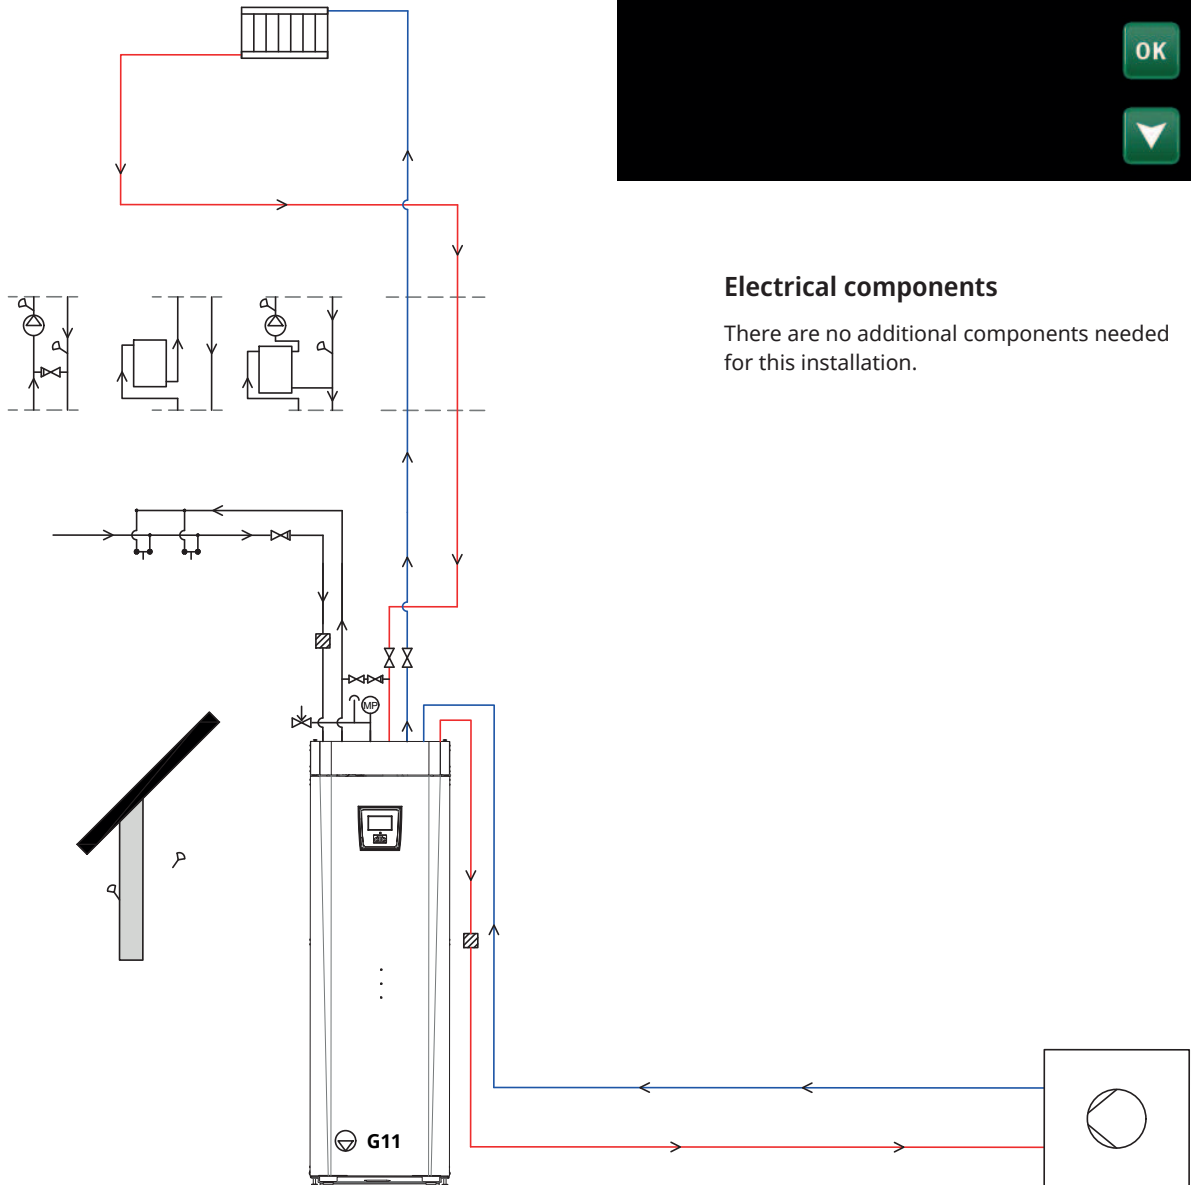 OK
Electrical components
There are no additional components needed
for this installation.
MP
G11